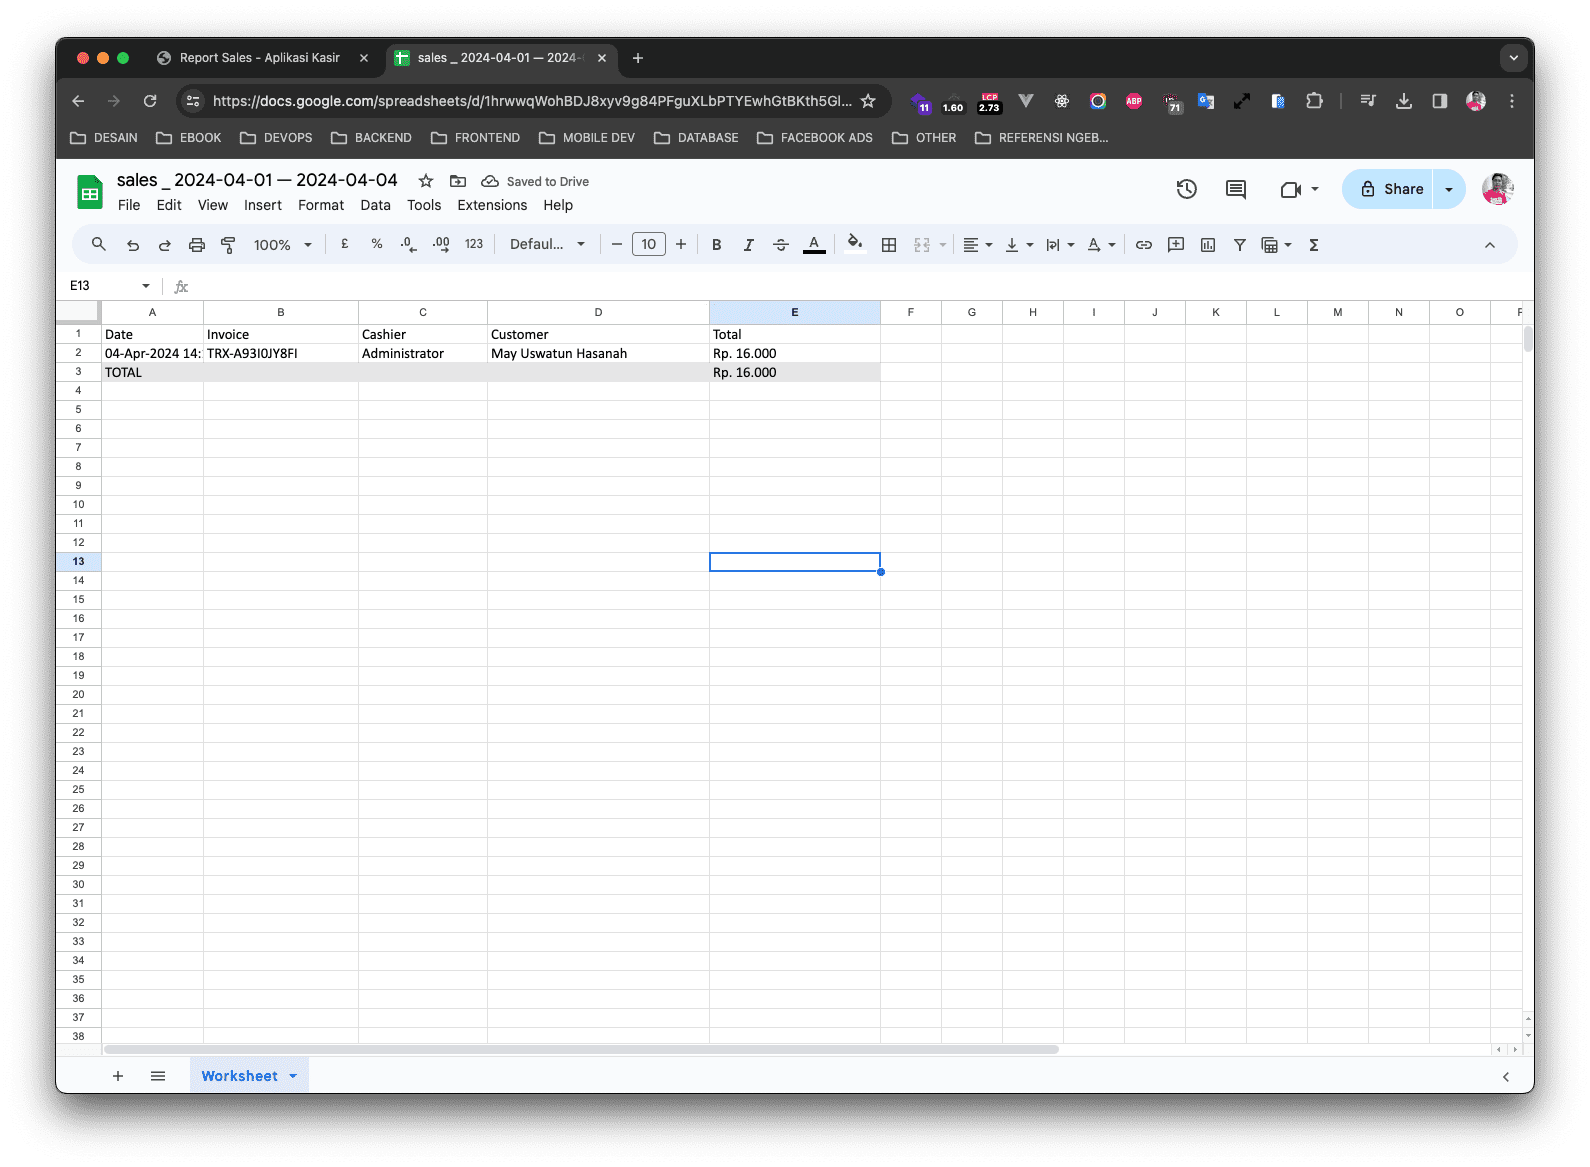 Report Sales - Aplikasi Kasir
sales _ 2024-04-01 — 2024-
https://docs.google.com/spreadsheets/d/1hrwwqWohBDJ8xyv9g84PFguXLbPTYEwhGtBKth5Gl...
11 1.60 LCP 2.73 ABP 71
DESAIN EBOOK DEVOPS BACKEND FRONTEND MOBILE DEV DATABASE FACEBOOK ADS OTHER REFERENSI NGEB...
sales _ 2024-04-01 — 2024-04-04 Saved to Drive
File Edit View Insert Format Data Tools Extensions Help
Share
100% £ % .0 .00 123 Defaul... 10 B I A Σ
E13 fx
A B C D E F G H I J K L M N O
1 Date Invoice Cashier Customer Total
2 04-Apr-2024 14: TRX-A93I0JY8FI Administrator May Uswatun Hasanah Rp. 16.000
3 TOTAL Rp. 16.000
4
5
6
7
8
9
10
11
12
13
14
15
16
17
18
19
20
21
22
23
24
25
26
27
28
29
30
31
32
33
34
35
36
37
38
Worksheet